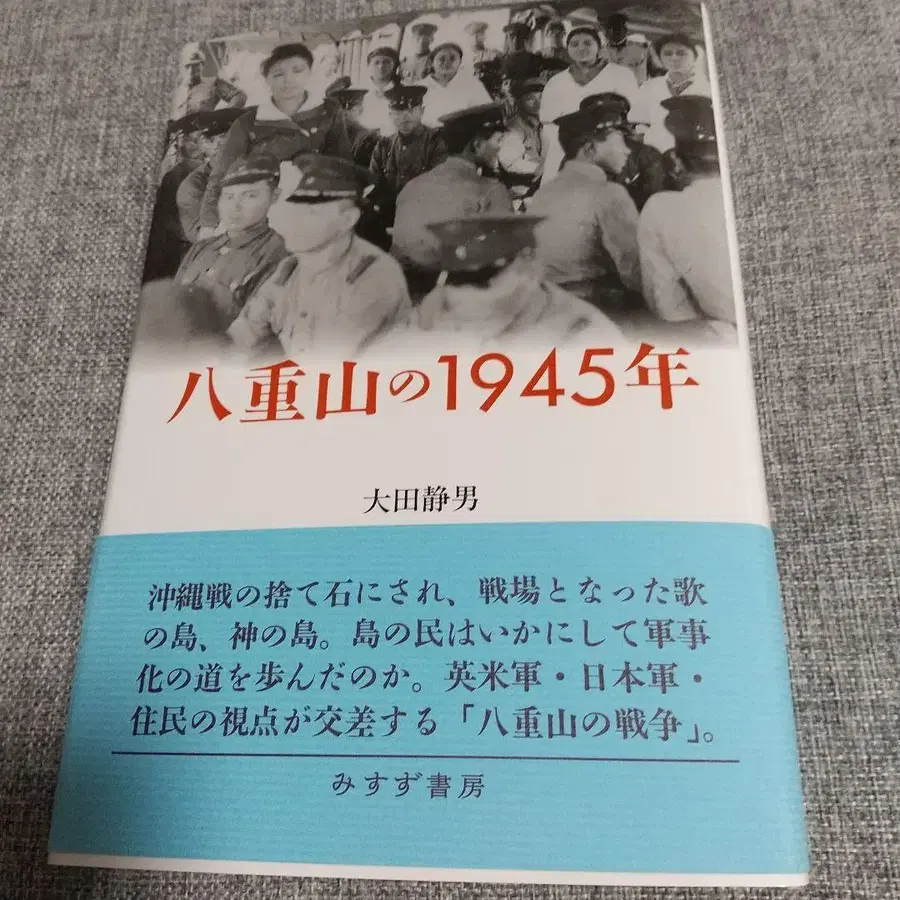 八重山の1945年
大田静男
沖縄戦の捨て石にされ、戦場となった歌
の島、神の島。島の民はいかにして軍事
化の道を歩んだのか。英米軍・日本軍・
住民の視点が交差する「八重山の戦争」。
みすず書房